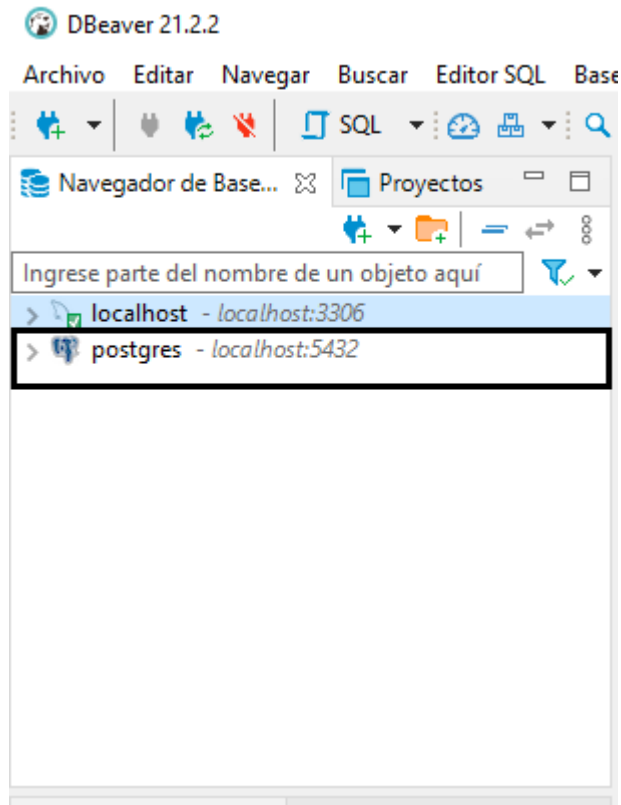 DBeaver 21.2.2
Archivo Editar Navegar Buscar Editor SQL Base
SQL
Navegador de Base... Proyectos
Ingrese parte del nombre de un objeto aquí
localhost - localhost:3306
postgres - localhost:5432